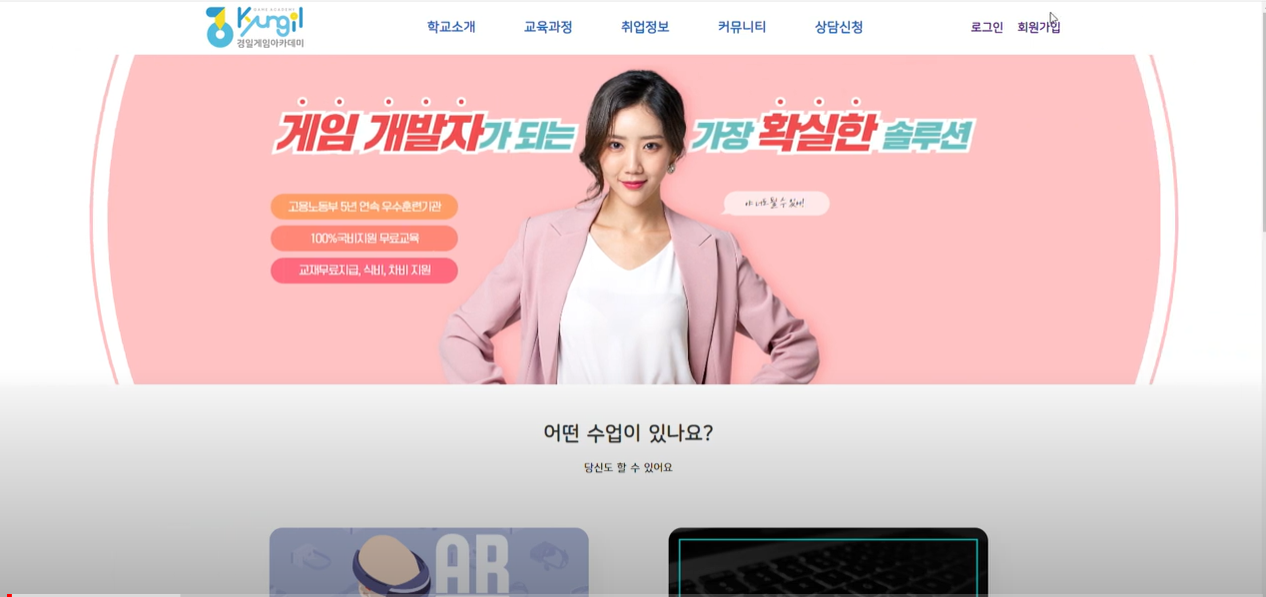 GAME ACADEMY
Kyungil
경일게임아카데미
학교소개 교육과정 취업정보 커뮤니티 상담신청 로그인 회원가입
게임 개발자가 되는 가장 확실한 솔루션
고용노동부 5년 연속 우수훈련기관
야 너도 할 수 있어!
100%국비지원 무료교육
교재무료지급, 식비, 차비 지원
어떤 수업이 있나요?
당신도 할 수 있어요
AR